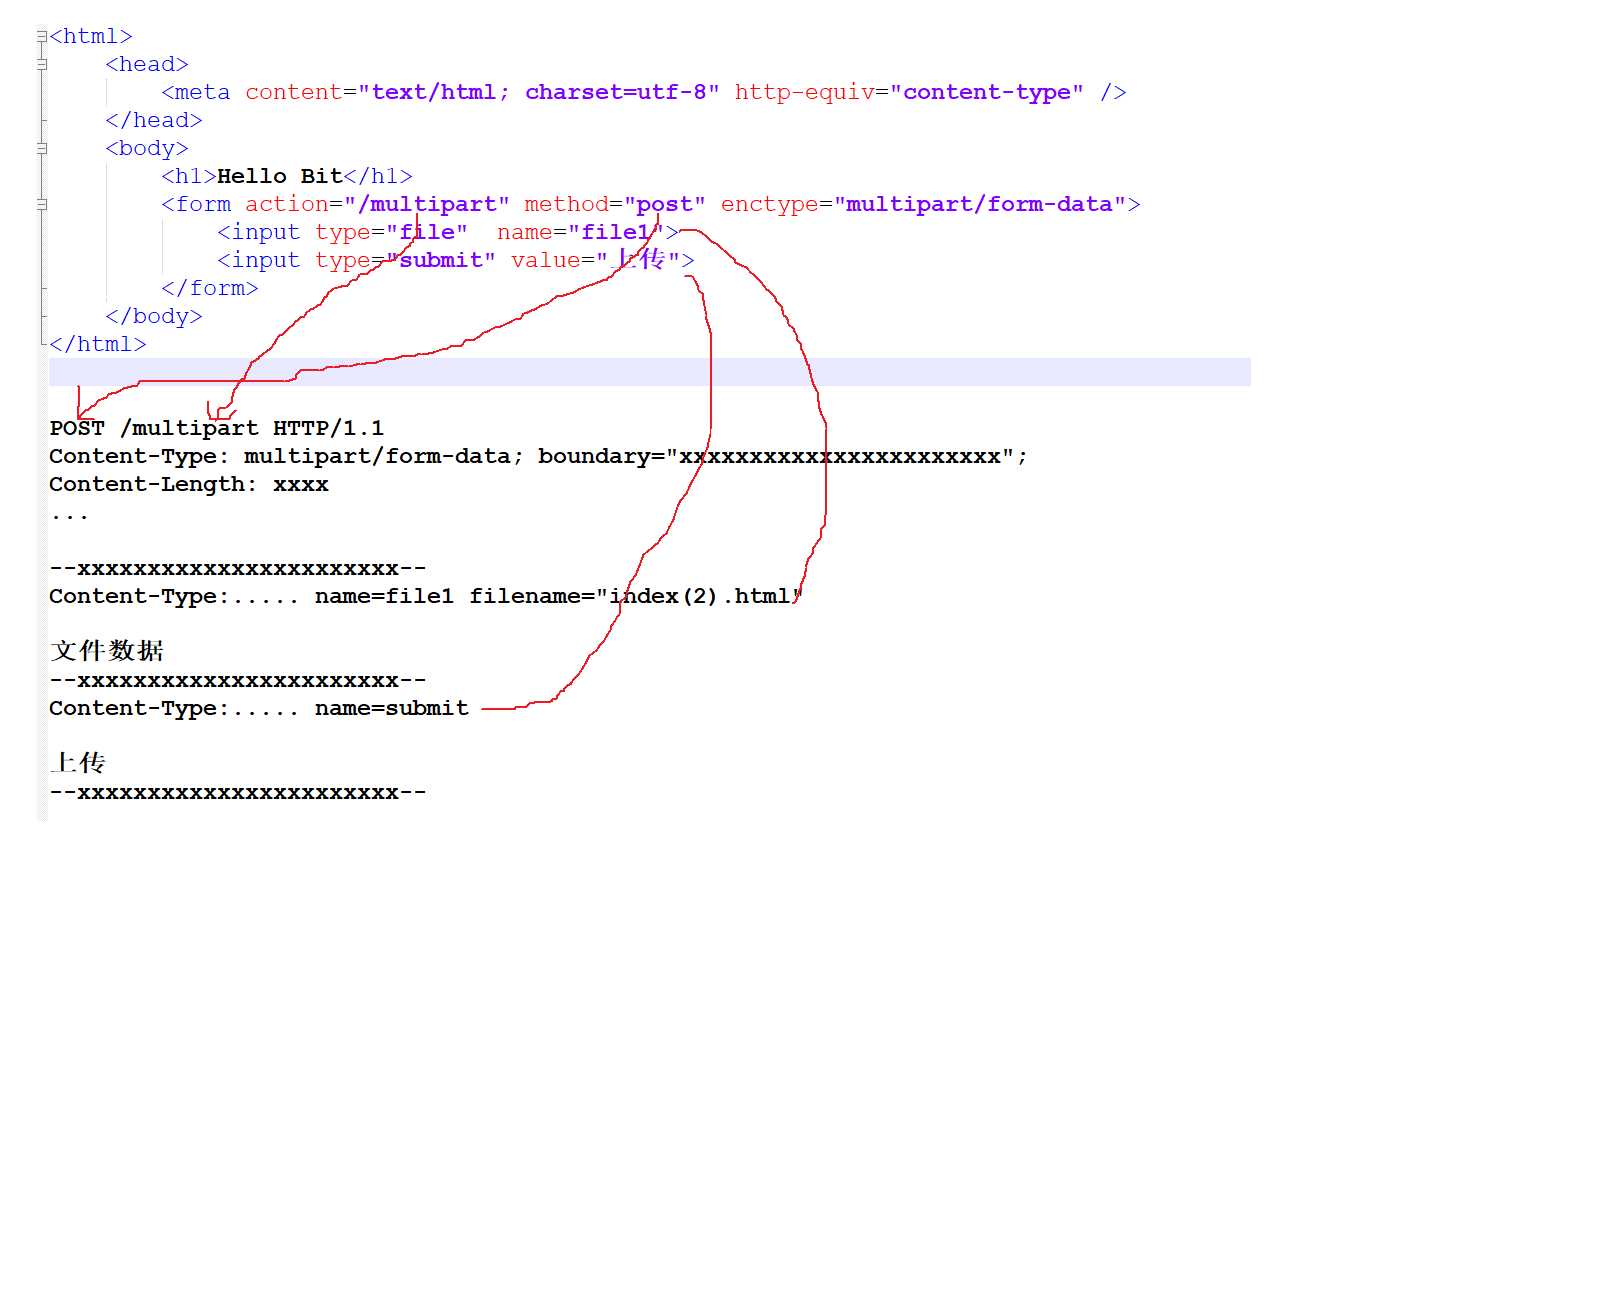 <html>
<head>
<meta content="text/html; charset=utf-8" http-equiv="content-type" />
</head>
<body>
<h1>Hello Bit</h1>
<form action="/multipart" method="post" enctype="multipart/form-data">
<input type="file"  name="file1">
<input type="submit" value="上传">
</form>
</body>
</html>
POST /multipart HTTP/1.1
Content-Type: multipart/form-data; boundary="xxxxxxxxxxxxxxxxxxxxxxx";
Content-Length: xxxx
...
--xxxxxxxxxxxxxxxxxxxxxxx--
Content-Type:..... name=file1 filename="index(2).html"
文件数据
--xxxxxxxxxxxxxxxxxxxxxxx--
Content-Type:..... name=submit
上传
--xxxxxxxxxxxxxxxxxxxxxxx--